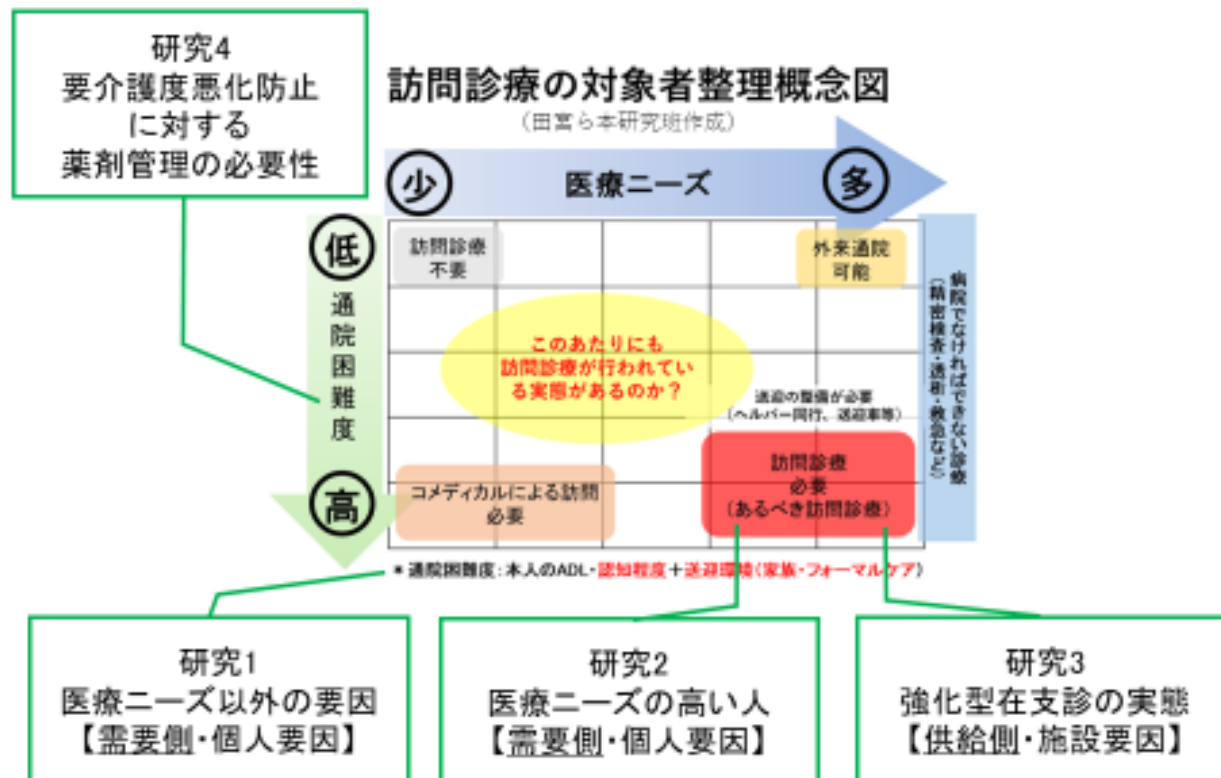 研究4
要介護度悪化防止
に対する
薬剤管理の必要性
訪問診療の対象者整理概念図
(田宮ら本研究班作成)
少
医療ニーズ
多
低
通院困難度
高
訪問診療
不要
外来通院
可能
このあたりにも
訪問診療が行われてい
る実態があるのか?
送迎の整備が必要
(ヘルパー同行、送迎車等)
訪問診療
必要
(あるべき訪問診療)
コメディカルによる訪問
必要
病院でなければできない診療
(精密検査・透析・救急など)
*通院困難度:本人のADL・認知程度+送迎環境(家族・フォーマルケア)
研究1
医療ニーズ以外の要因
【需要側・個人要因】
研究2
医療ニーズの高い人
【需要側・個人要因】
研究3
強化型在支診の実態
【供給側・施設要因】